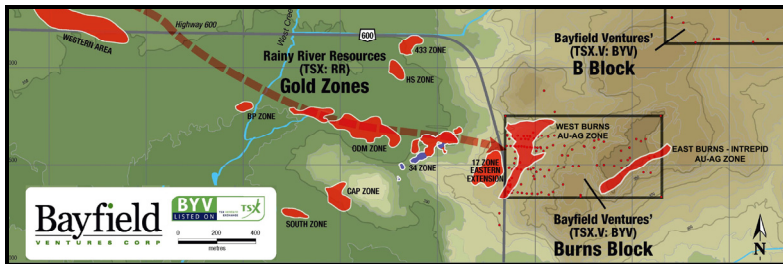 Highway 600
West Creek
600
WESTERN AREA
433 ZONE
Bayfield Ventures'
(TSX.V: BYV)
B Block
Rainy River Resources
(TSX: RR)
Gold Zones
HS ZONE
BP ZONE
ODM ZONE
34 ZONE
17 ZONE
EASTERN
EXTENSION
WEST BURNS
AU-AG ZONE
EAST BURNS - INTREPID
AU-AG ZONE
CAP ZONE
SOUTH ZONE
Bayfield Ventures'
(TSX.V: BYV)
Burns Block
Bayfield
VENTURES CORP
BYV
LISTED ON
TSX
0 200 400
metres
N